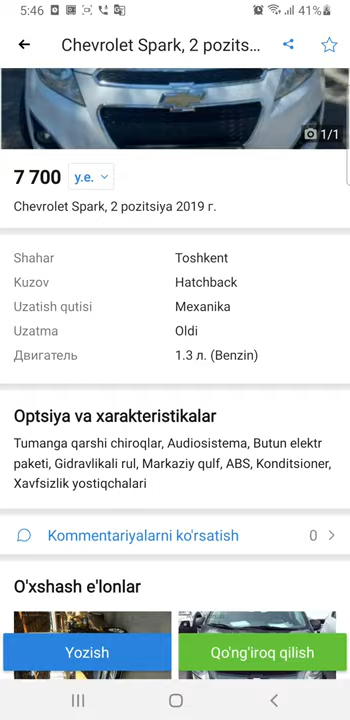 5:46
41%
Chevrolet Spark, 2 pozits...
1/1
7 700 y.e.
Chevrolet Spark, 2 pozitsiya 2019 г.
Shahar Toshkent
Kuzov Hatchback
Uzatish qutisi Mexanika
Uzatma Oldi
Двигатель 1.3 л. (Benzin)
Optsiya va xarakteristikalar
Tumanga qarshi chiroqlar, Audiosistema, Butun elektr
paketi, Gidravlikali rul, Markaziy qulf, ABS, Konditsioner,
Xavfsizlik yostiqchalari
Kommentariyalarni ko'rsatish 0
O'xshash e'lonlar
Yozish
Qo'ng'iroq qilish